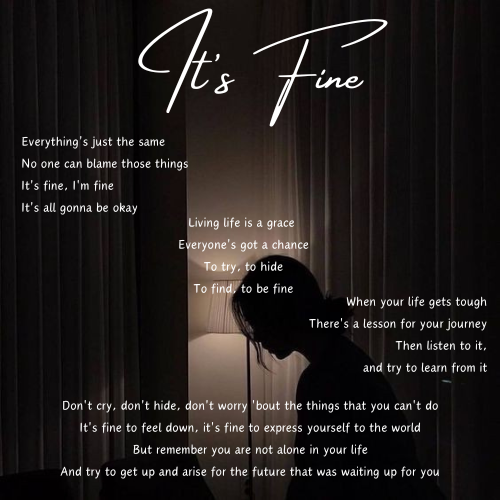 It's Fine
Everything's just the same
No one can blame those things
It's fine, I'm fine
It's all gonna be okay
Living life is a grace
Everyone's got a chance
To try, to hide
To find, to be fine
When your life gets tough
There's a lesson for your journey
Then listen to it,
and try to learn from it
Don't cry, don't hide, don't worry 'bout the things that you can't do
It's fine to feel down, it's fine to express yourself to the world
But remember you are not alone in your life
And try to get up and arise for the future that was waiting up for you